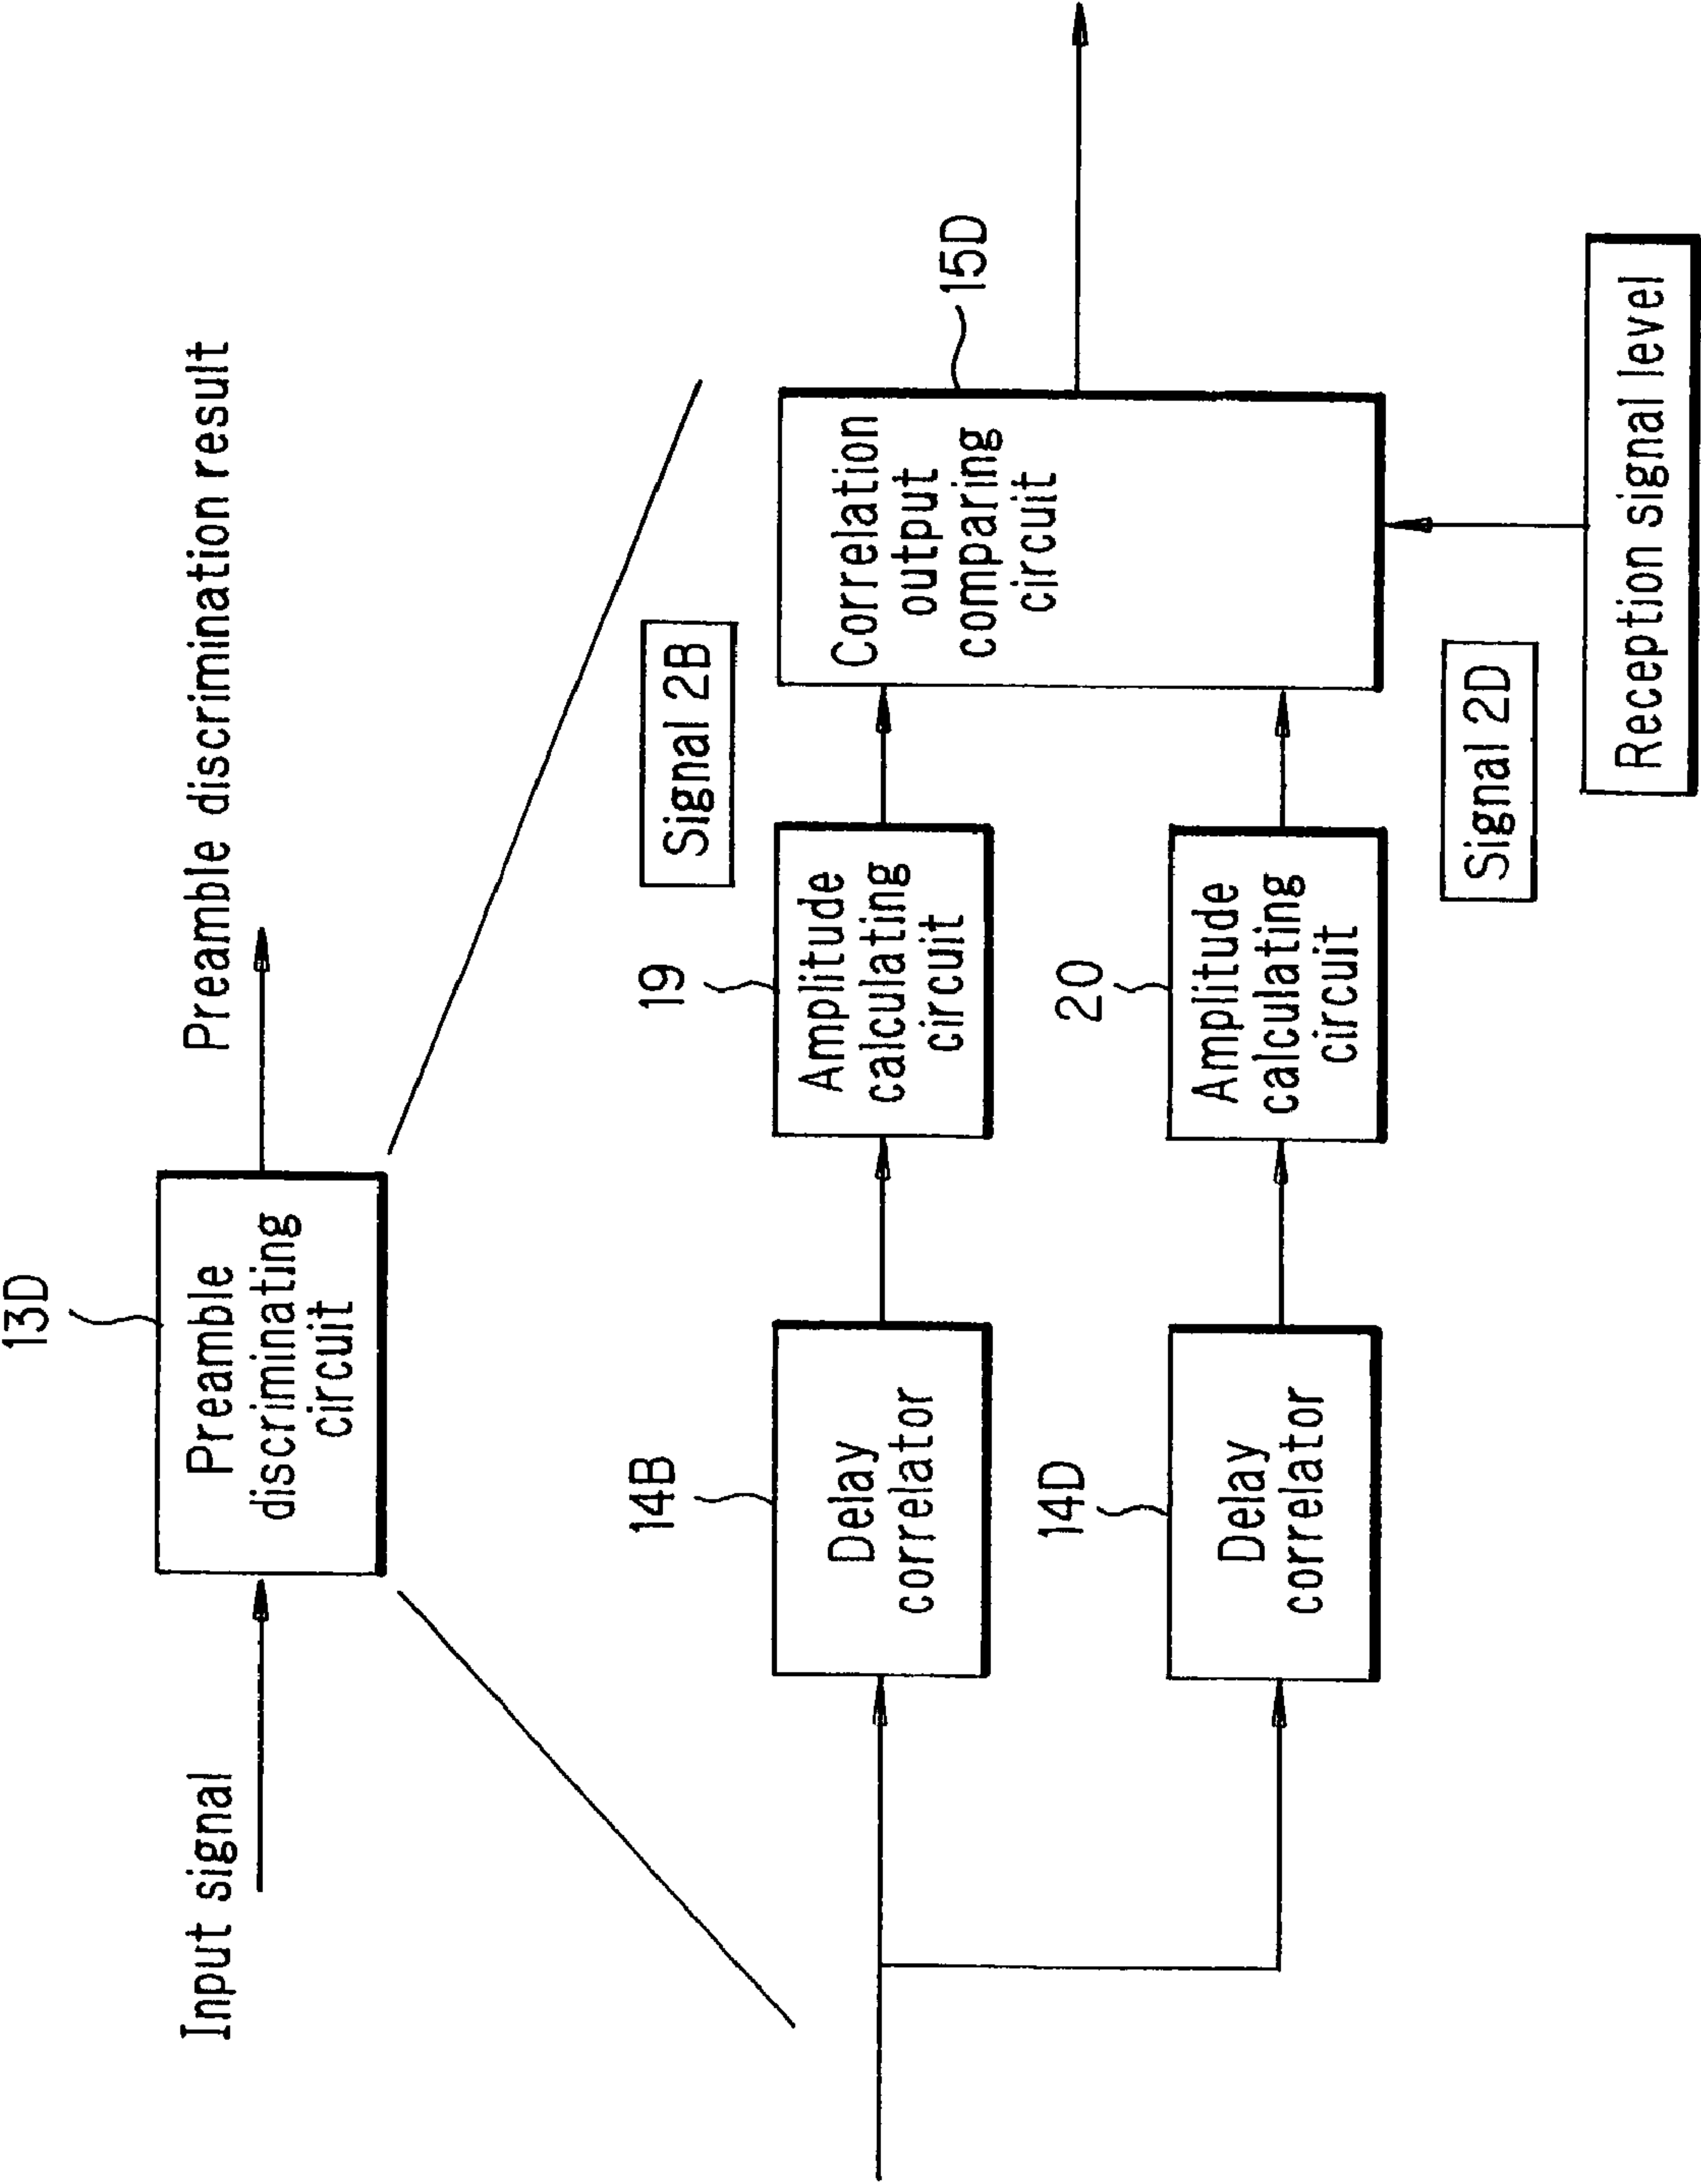 13D
Input signal
Preamble
discriminating
circuit
Preamble discrimination result
14B
Delay
correlator
19
Amplitude
calculating
circuit
Signal 2B
Correlation
output
comparing
circuit
15D
14D
Delay
correlator
20
Amplitude
calculating
circuit
Signal 2D
Reception signal level